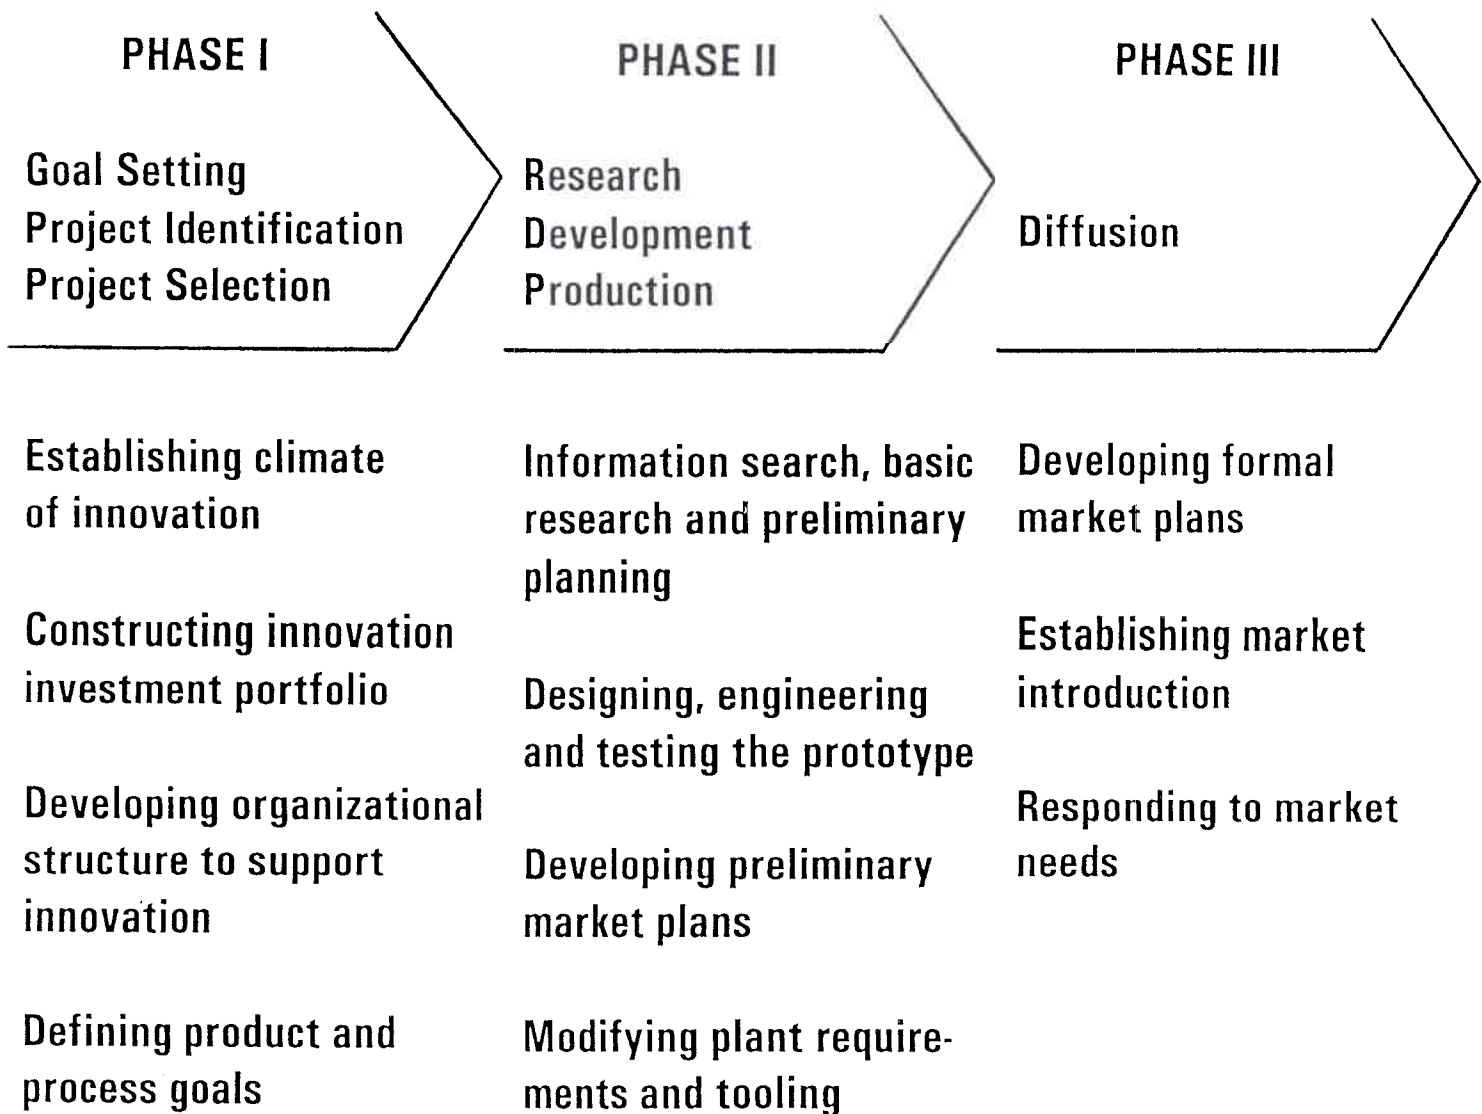 PHASE I
Goal Setting
Project Identification
Project Selection
Establishing climate
of innovation
Constructing innovation
investment portfolio
Developing organizational
structure to support
innovation
Defining product and
process goals
PHASE II
Research
Development
Production
Information search, basic
research and preliminary
planning
Designing, engineering
and testing the prototype
Developing preliminary
market plans
Modifying plant require-
ments and tooling
PHASE III
Diffusion
Developing formal
market plans
Establishing market
introduction
Responding to market
needs